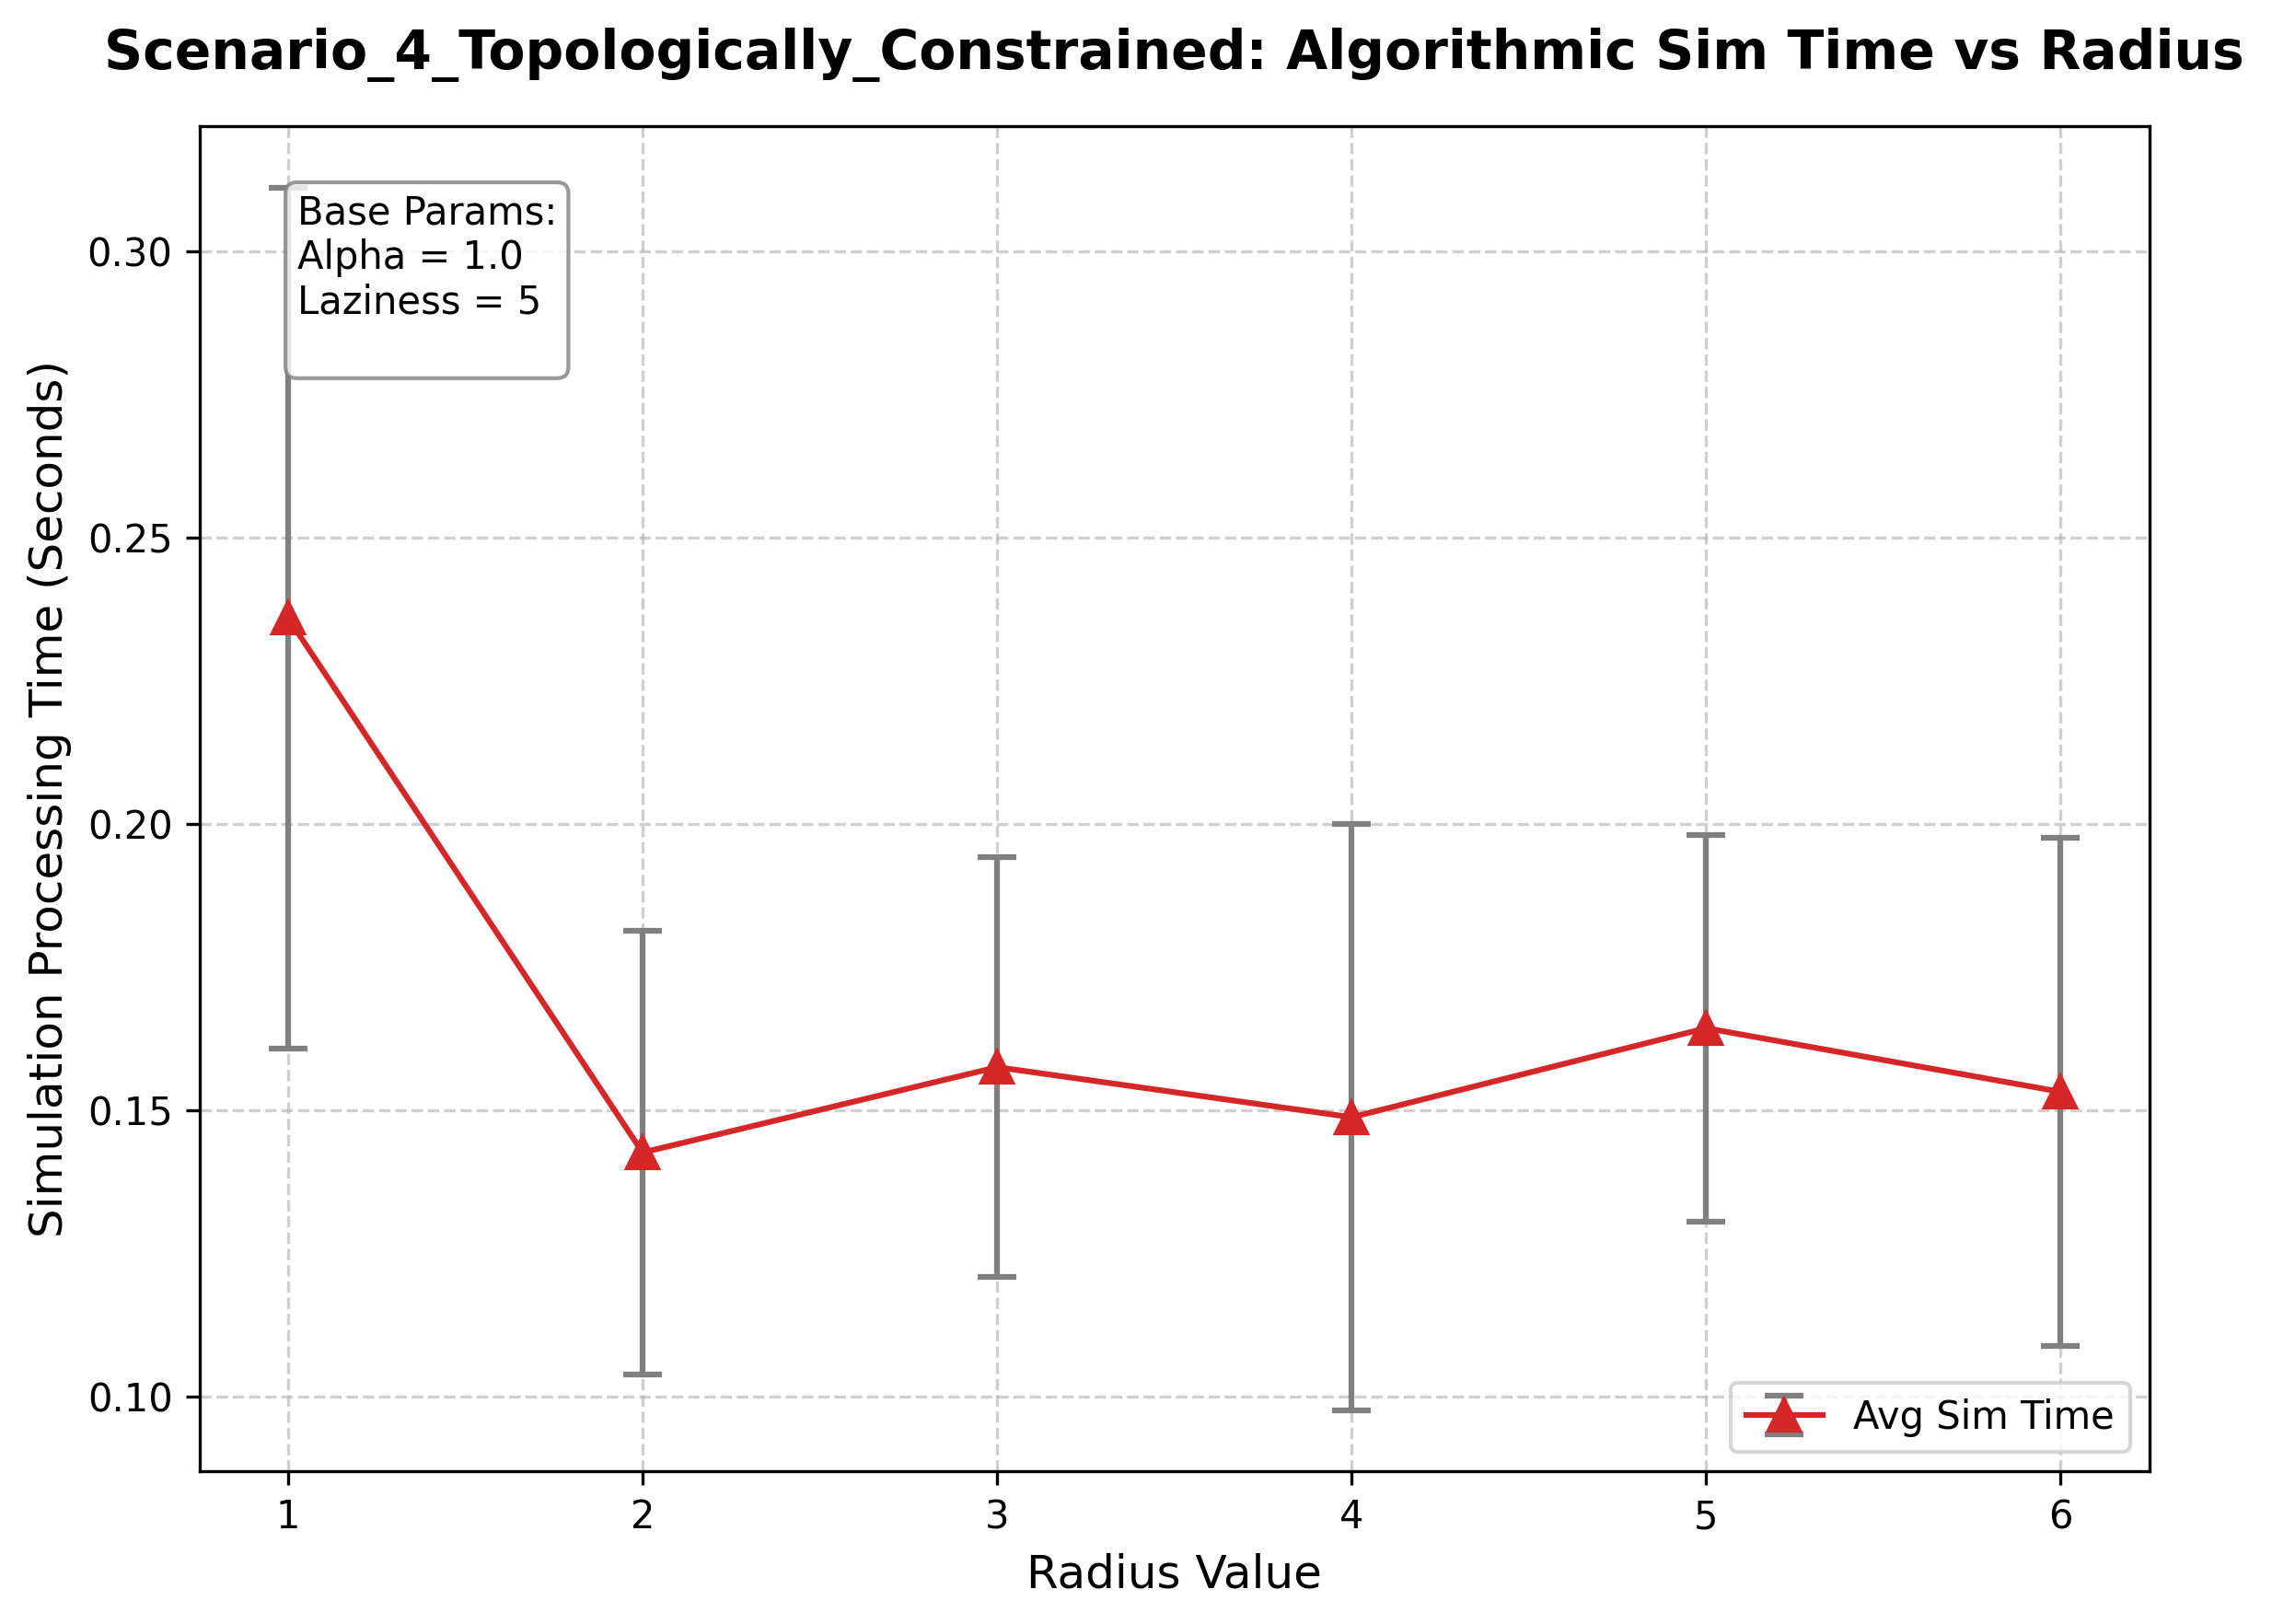 Scenario_4_Topologically_Constrained: Algorithmic Sim Time vs Radius
Base Params:
Alpha = 1.0
Laziness = 5
Simulation Processing Time (Seconds)
0.30
0.25
0.20
0.15
0.10
Avg Sim Time
1 2 3 4 5 6
Radius Value